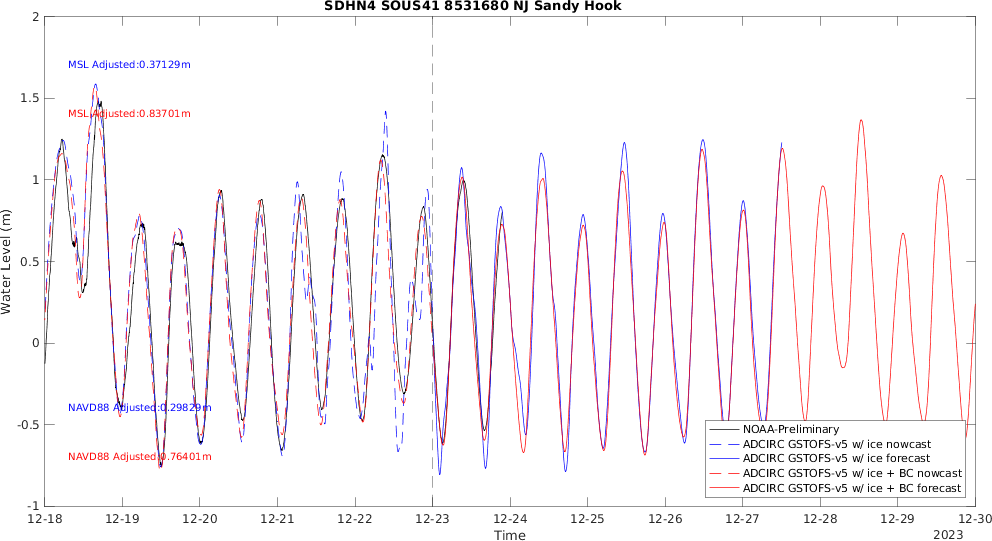 SDHN4 SOUS41 8531680 NJ Sandy Hook
2
1.5
1
0.5
0
-0.5
-1
Water Level (m)
MSL Adjusted:0.37129m
MSL Adjusted:0.83701m
NAVD88 Adjusted:0.29829m
NAVD88 Adjusted:0.76401m
NOAA-Preliminary
ADCIRC GSTOFS-v5 w/ ice nowcast
ADCIRC GSTOFS-v5 w/ ice forecast
ADCIRC GSTOFS-v5 w/ ice + BC nowcast
ADCIRC GSTOFS-v5 w/ ice + BC forecast
12-18 12-19 12-20 12-21 12-22 12-23 12-24 12-25 12-26 12-27 12-28 12-29 12-30
Time
2023